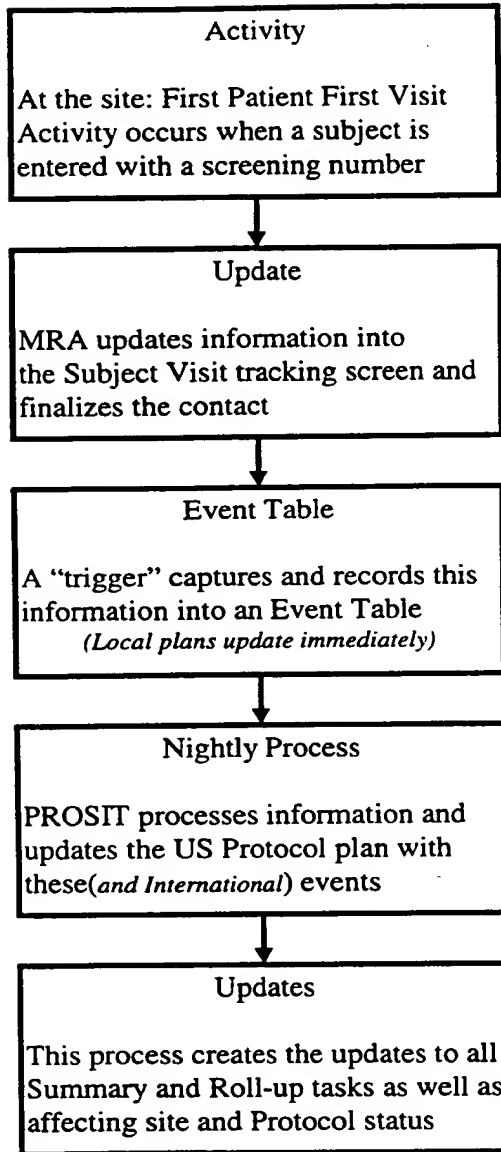 Activity
At the site: First Patient First Visit
Activity occurs when a subject is
entered with a screening number
Update
MRA updates information into
the Subject Visit tracking screen and
finalizes the contact
Event Table
A “trigger” captures and records this
information into an Event Table
(Local plans update immediately)
Nightly Process
PROSIT processes information and
updates the US Protocol plan with
these(and International) events
Updates
This process creates the updates to all
Summary and Roll-up tasks as well as
affecting site and Protocol status